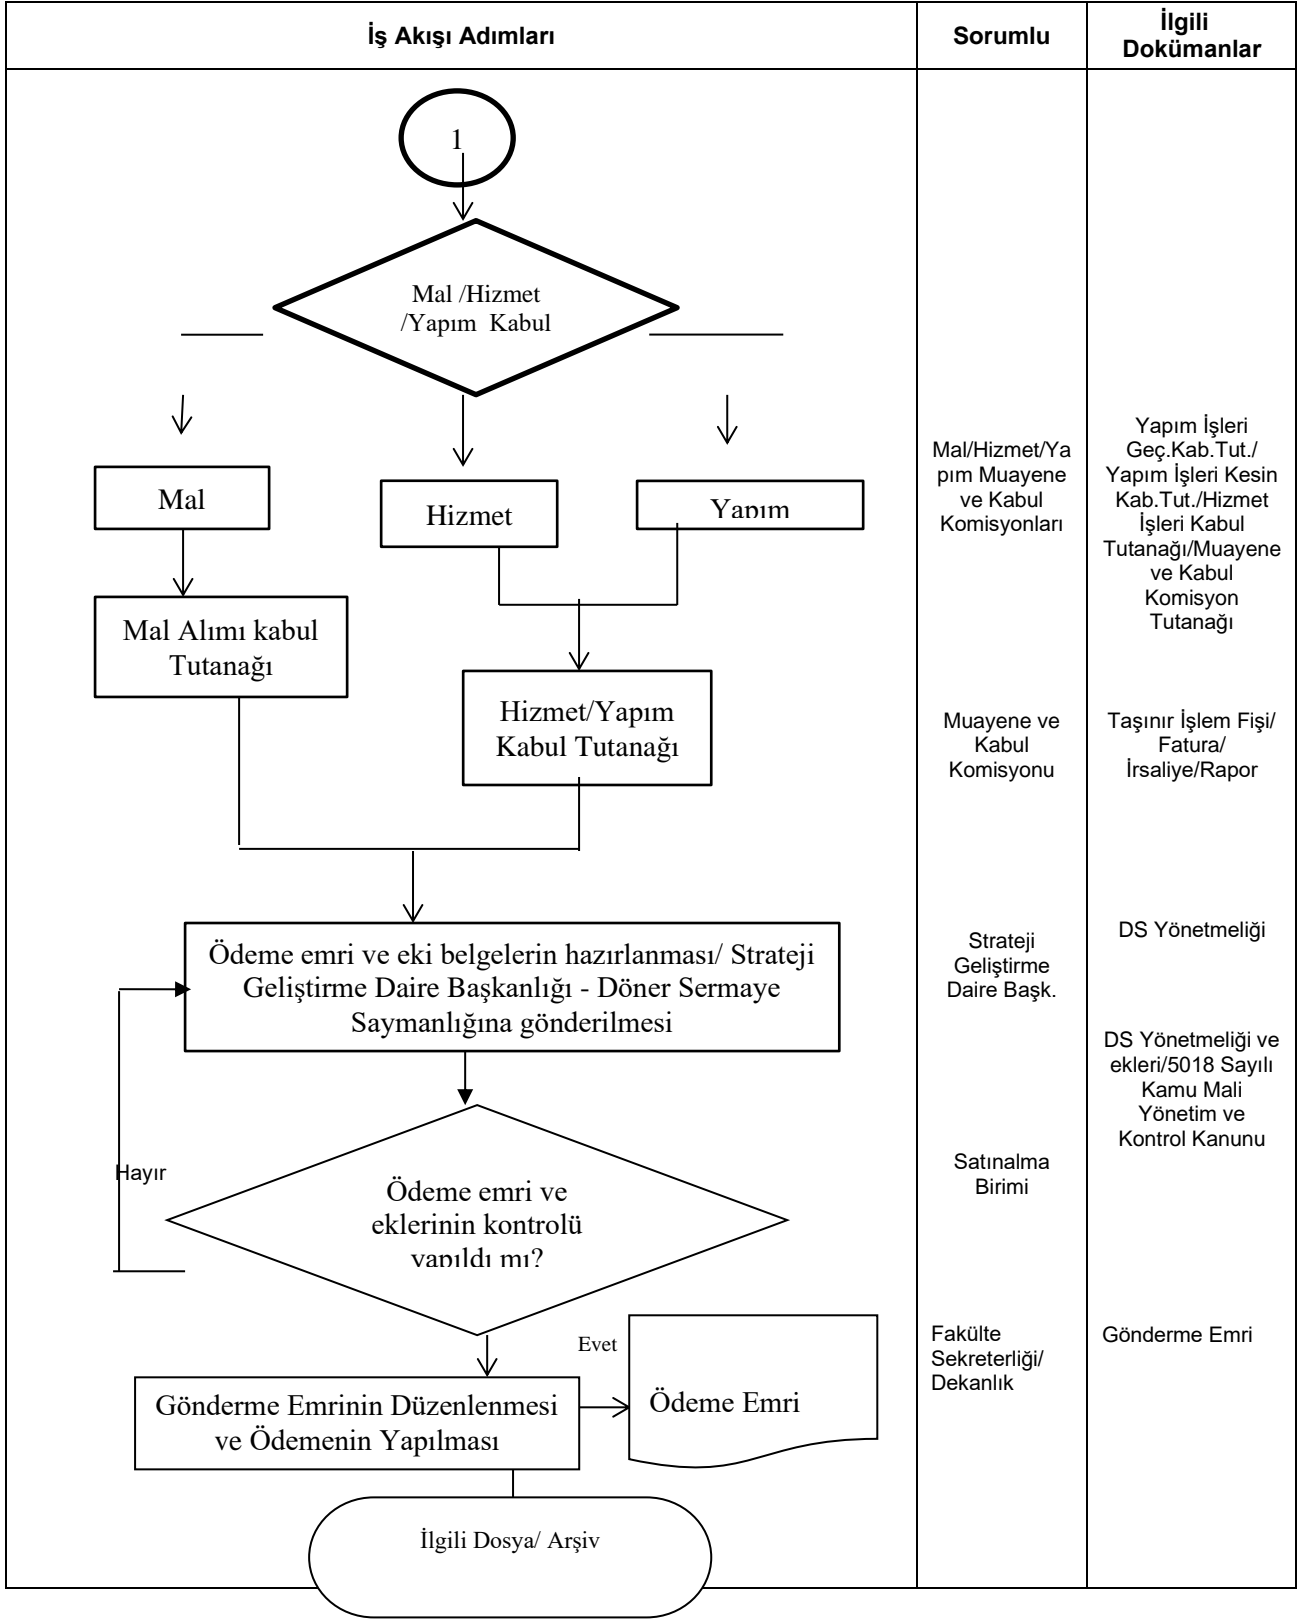 İş Akışı Adımları
Sorumlu
İlgili
Dokümanlar
1
Mal /Hizmet
/Yapım Kabul
Mal
Hizmet
Yapım
Mal Alımı kabul
Tutanağı
Hizmet/Yapım
Kabul Tutanağı
Ödeme emri ve eki belgelerin hazırlanması/ Strateji
Geliştirme Daire Başkanlığı - Döner Sermaye
Saymanlığına gönderilmesi
Hayır
Ödeme emri ve
eklerinin kontrolü
yapıldı mı?
Evet
Gönderme Emrinin Düzenlenmesi
ve Ödemenin Yapılması
Ödeme Emri
İlgili Dosya/ Arşiv
Mal/Hizmet/Ya
pım Muayene
ve Kabul
Komisyonları
Muayene ve
Kabul
Komisyonu
Strateji
Geliştirme
Daire Başk.
Satınalma
Birimi
Fakülte
Sekreterliği/
Dekanlık
Yapım İşleri
Geç.Kab.Tut./
Yapım İşleri Kesin
Kab.Tut./Hizmet
İşleri Kabul
Tutanağı/Muayene
ve Kabul
Komisyon
Tutanağı
Taşınır İşlem Fişi/
Fatura/
İrsaliye/Rapor
DS Yönetmeliği
DS Yönetmeliği ve
ekleri/5018 Sayılı
Kamu Mali
Yönetim ve
Kontrol Kanunu
Gönderme Emri